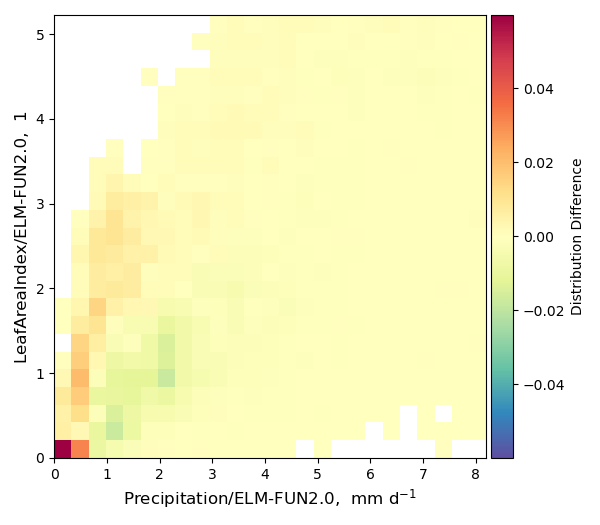 5
4
3
2
1
0
LeafAreaIndex/ELM-FUN2.0,  1
0 1 2 3 4 5 6 7 8
Precipitation/ELM-FUN2.0,  mm d⁻¹
0.04
0.02
0.00
−0.02
−0.04
Distribution Difference